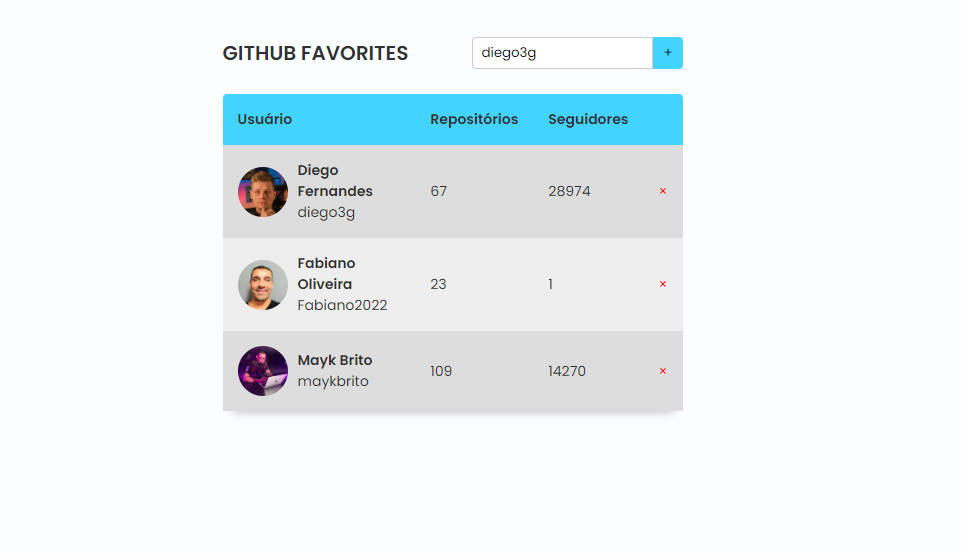 GITHUB FAVORITES
diego3g +
Usuário Repositórios Seguidores
Diego
Fernandes
diego3g
67 28974 ×
Fabiano
Oliveira
Fabiano2022
23 1 ×
Mayk Brito
maykbrito
109 14270 ×